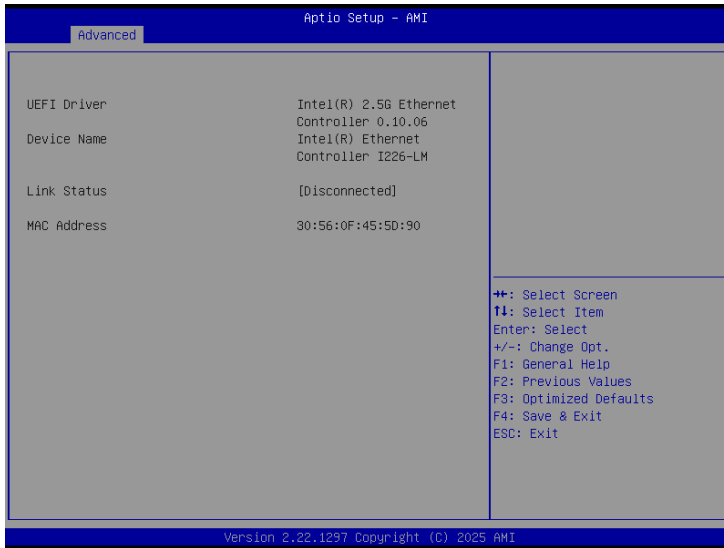 Aptio Setup - AMI
Advanced
UEFI Driver Intel(R) 2.5G Ethernet
Controller 0.10.06
Device Name Intel(R) Ethernet
Controller I226-LM
Link Status [Disconnected]
MAC Address 30:56:0F:45:5D:90
→←: Select Screen
↑↓: Select Item
Enter: Select
+/-: Change Opt.
F1: General Help
F2: Previous Values
F3: Optimized Defaults
F4: Save & Exit
ESC: Exit
Version 2.22.1297 Copyright (C) 2025 AMI